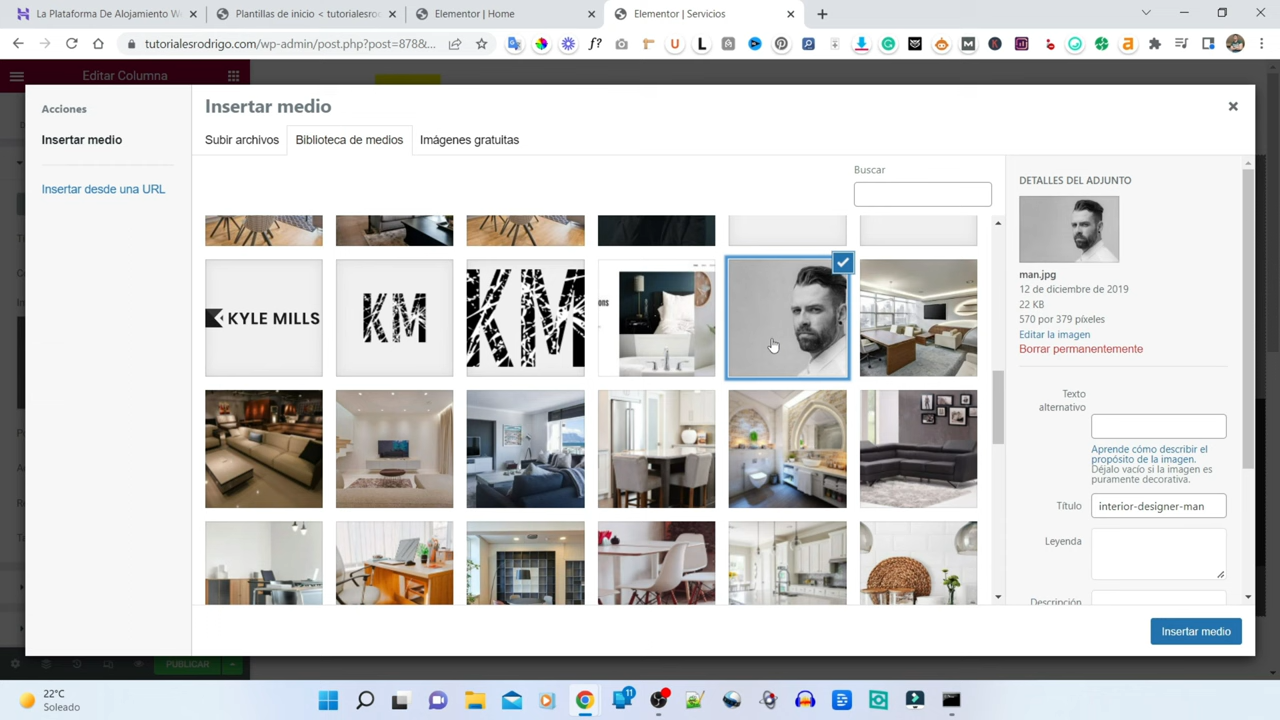 La Plataforma De Alojamiento W
Plantillas de inicio < tutorialesro
Elementor | Home
Elementor | Servicios
tutorialesrodrigo.com/wp-admin/post.php?post=8788&...
Editar Columna
Insertar medio
Acciones
Insertar medio
Insertar desde una URL
Subir archivos
Biblioteca de medios
Imágenes gratuitas
Buscar
KYLE MILLS
KM
KM
ons
DETALLES DEL ADJUNTO
man.jpg
12 de diciembre de 2019
22 KB
570 por 379 píxeles
Editar la imagen
Borrar permanentemente
Texto
alternativo
Aprende cómo describir el
propósito de la imagen.
Déjalo vacío si la imagen es
puramente decorativa.
Título
interior-designer-man
Leyenda
Descripción
Insertar medio
PUBLICAR
22°C
Soleado
11